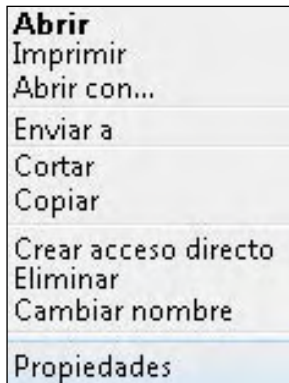 Abrir
Imprimir
Abrir con...
Enviar a
Cortar
Copiar
Crear acceso directo
Eliminar
Cambiar nombre
Propiedades